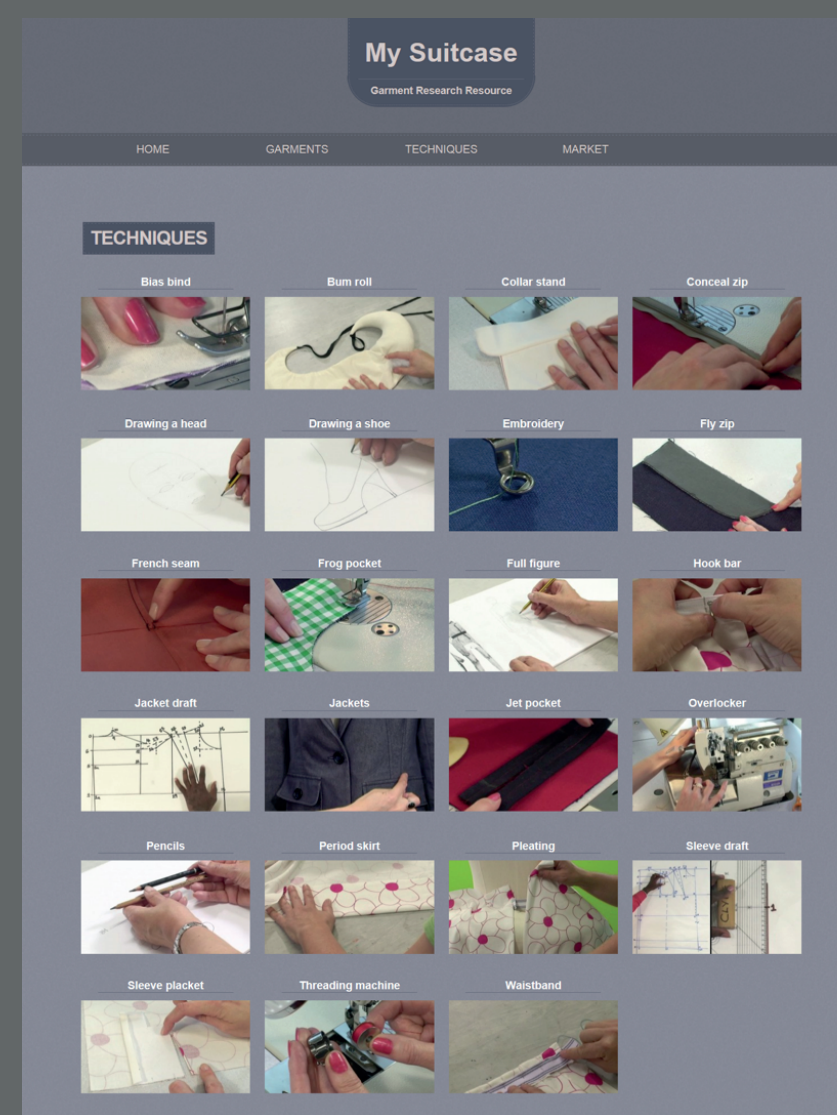 My Suitcase
Garment Research Resource
HOME GARMENTS TECHNIQUES MARKET
TECHNIQUES
Bias bind Bum roll Collar stand Conceal zip
Drawing a head Drawing a shoe Embroidery Fly zip
French seam Frog pocket Full figure Hook bar
Jacket draft Jackets Jet pocket Overlocker
Pencils Period skirt Pleating Sleeve draft
Sleeve placket Threading machine Waistband